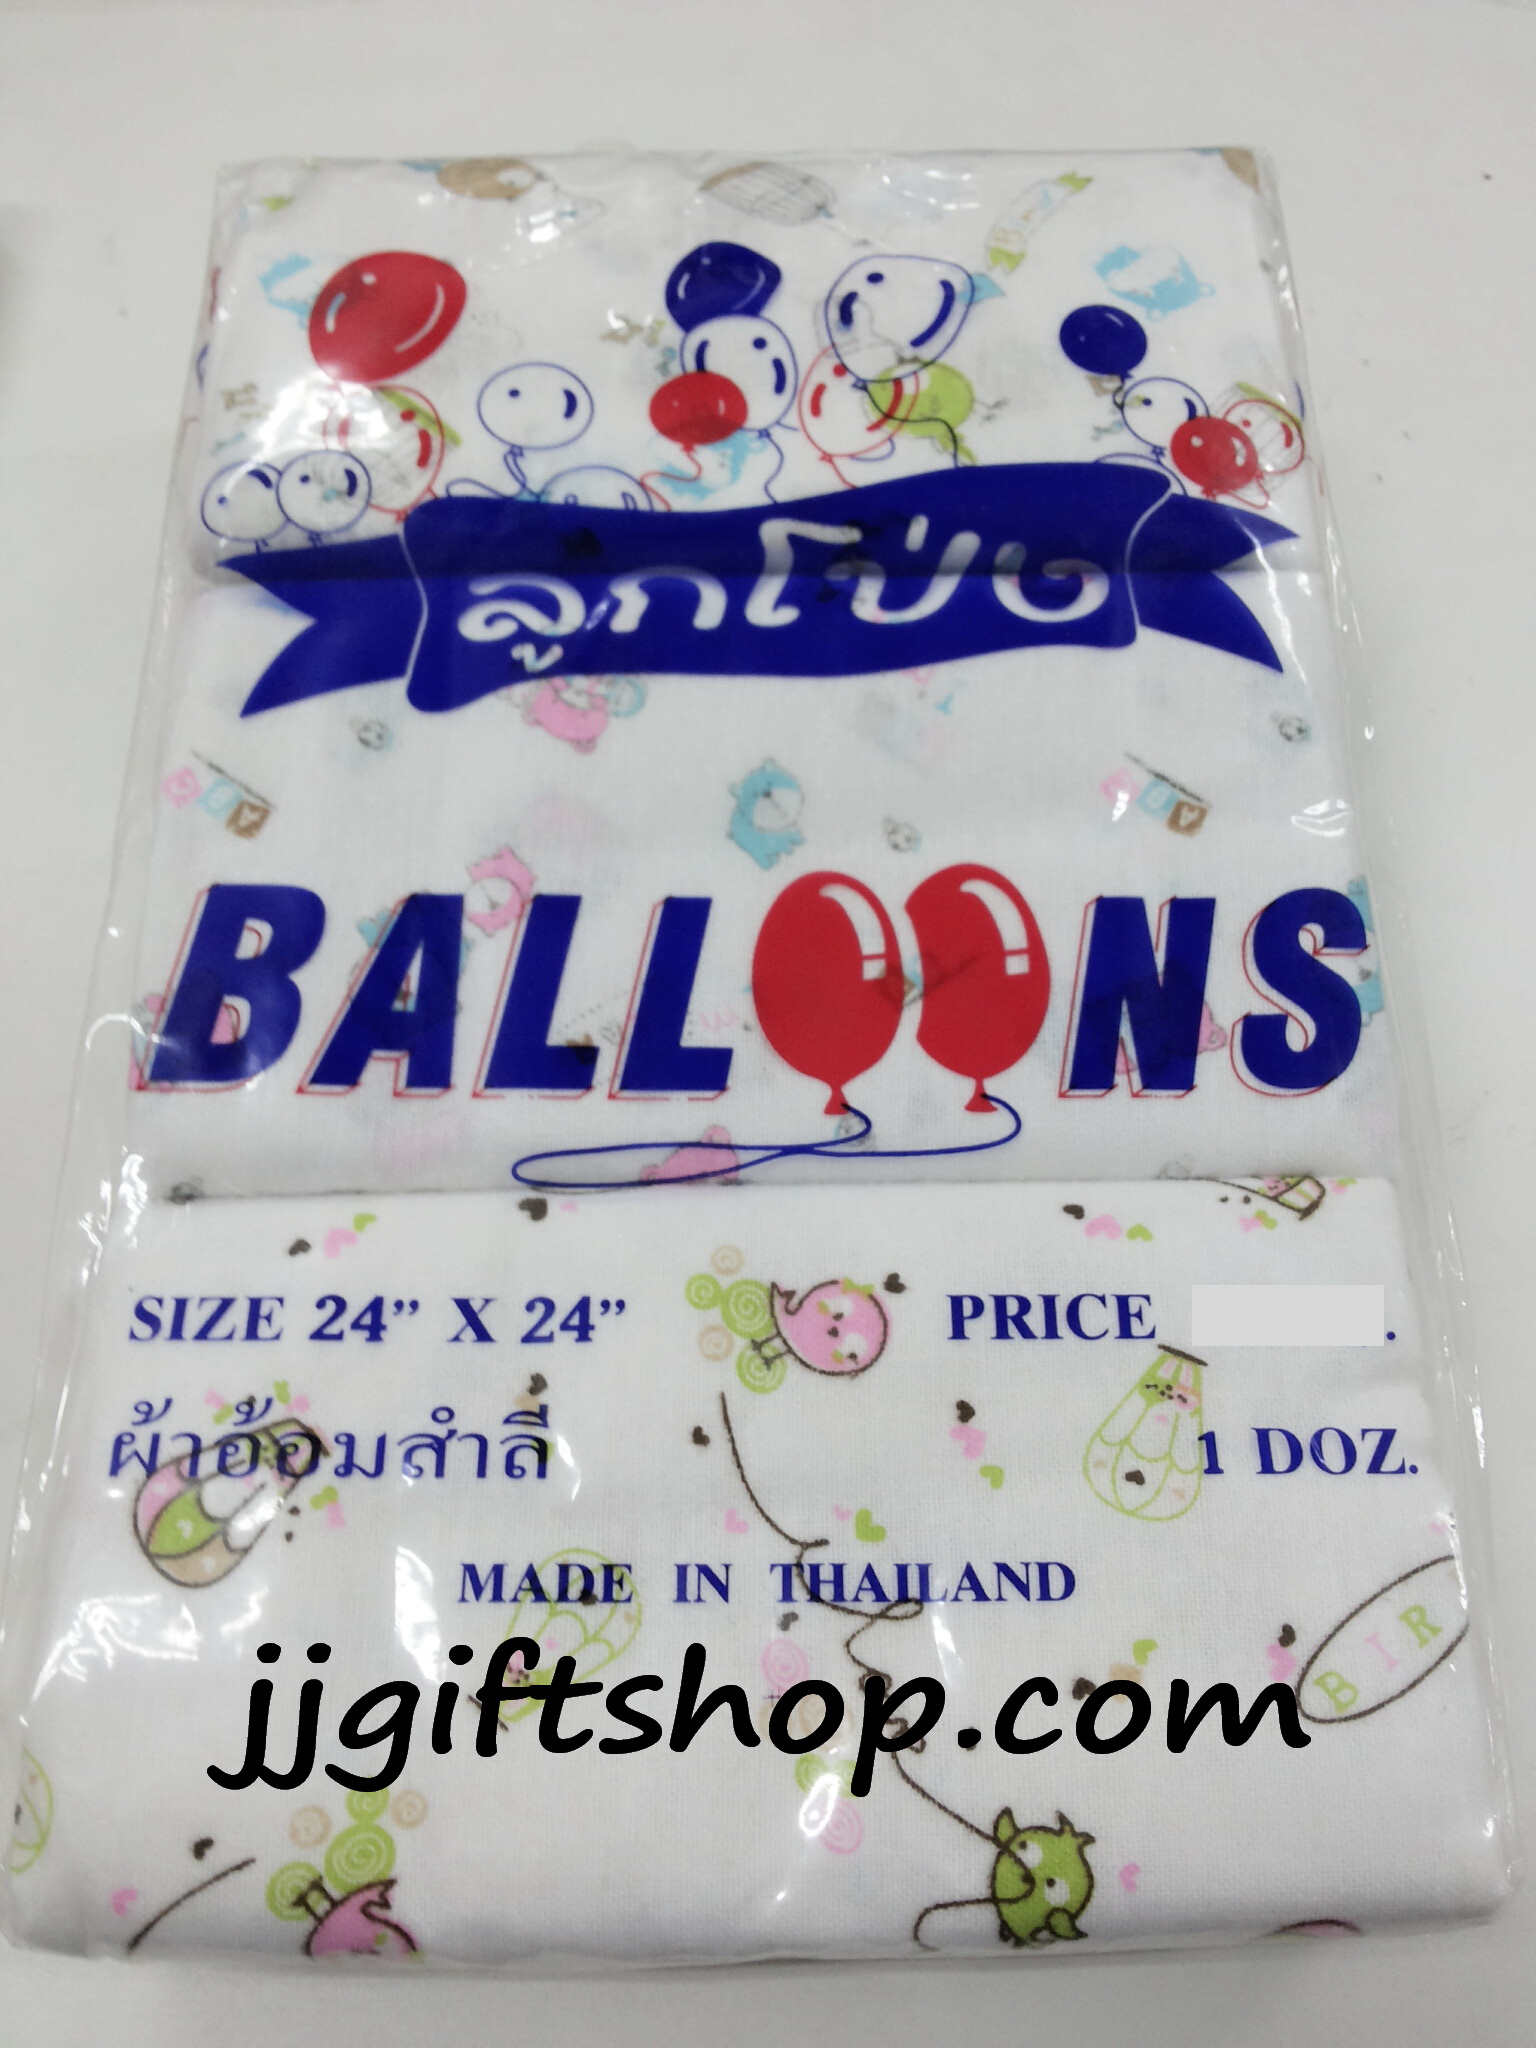 ลูกโป่ง
BALLOONS
SIZE 24” X 24” PRICE .
ผ้าอ้อมสำลี 1 DOZ.
MADE IN THAILAND
jjgiftshop.com
BIR